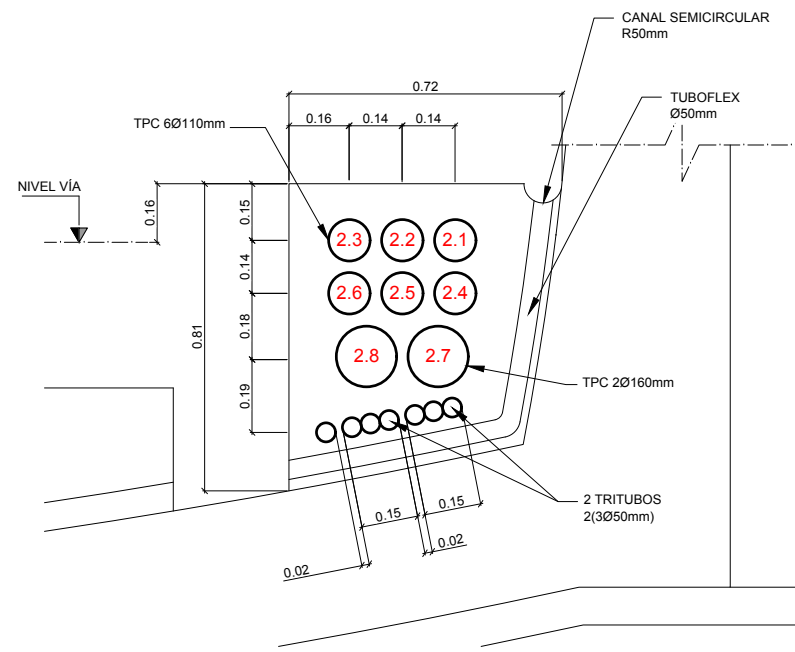 CANAL SEMICIRCULAR
R50mm
0.72
TUBOFLEX
Ø50mm
TPC 6Ø110mm
0.16
0.14
0.14
NIVEL VÍA
0.16
0.15
2.3
2.2
2.1
0.14
2.6
2.5
2.4
0.81
0.18
2.8
2.7
TPC 2Ø160mm
0.19
2 TRITUBOS
2(3Ø50mm)
0.15
0.15
0.02
0.02